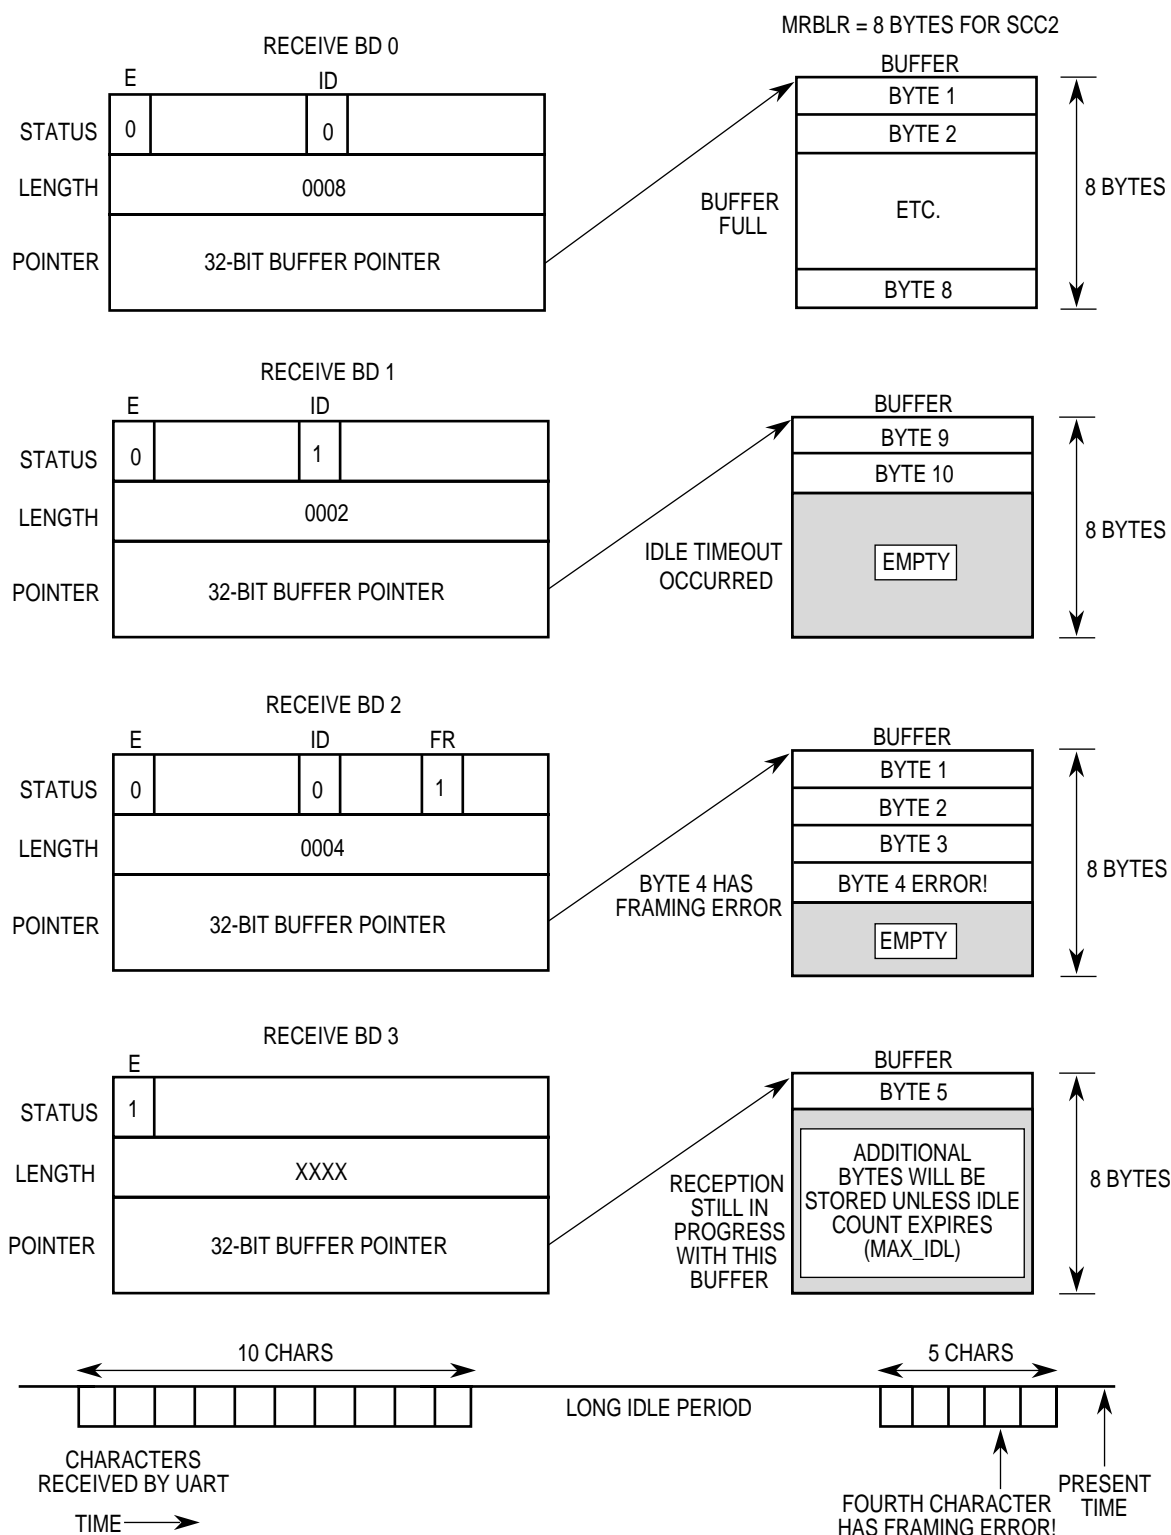 MRBLR = 8 BYTES FOR SCC2
RECEIVE BD 0
E ID
STATUS 0 0
LENGTH 0008
POINTER 32-BIT BUFFER POINTER
BUFFER
BYTE 1
BYTE 2
ETC.
BYTE 8
BUFFER
FULL
8 BYTES
RECEIVE BD 1
E ID
STATUS 0 1
LENGTH 0002
POINTER 32-BIT BUFFER POINTER
BUFFER
BYTE 9
BYTE 10
EMPTY
IDLE TIMEOUT
OCCURRED
8 BYTES
RECEIVE BD 2
E ID FR
STATUS 0 0 1
LENGTH 0004
POINTER 32-BIT BUFFER POINTER
BUFFER
BYTE 1
BYTE 2
BYTE 3
BYTE 4 ERROR!
EMPTY
BYTE 4 HAS
FRAMING ERROR
8 BYTES
RECEIVE BD 3
E
STATUS 1
LENGTH XXXX
POINTER 32-BIT BUFFER POINTER
BUFFER
BYTE 5
ADDITIONAL
BYTES WILL BE
STORED UNLESS IDLE
COUNT EXPIRES
(MAX_IDL)
RECEPTION
STILL IN
PROGRESS
WITH THIS
BUFFER
8 BYTES
10 CHARS
5 CHARS
LONG IDLE PERIOD
CHARACTERS
RECEIVED BY UART
TIME
FOURTH CHARACTER
HAS FRAMING ERROR!
PRESENT
TIME